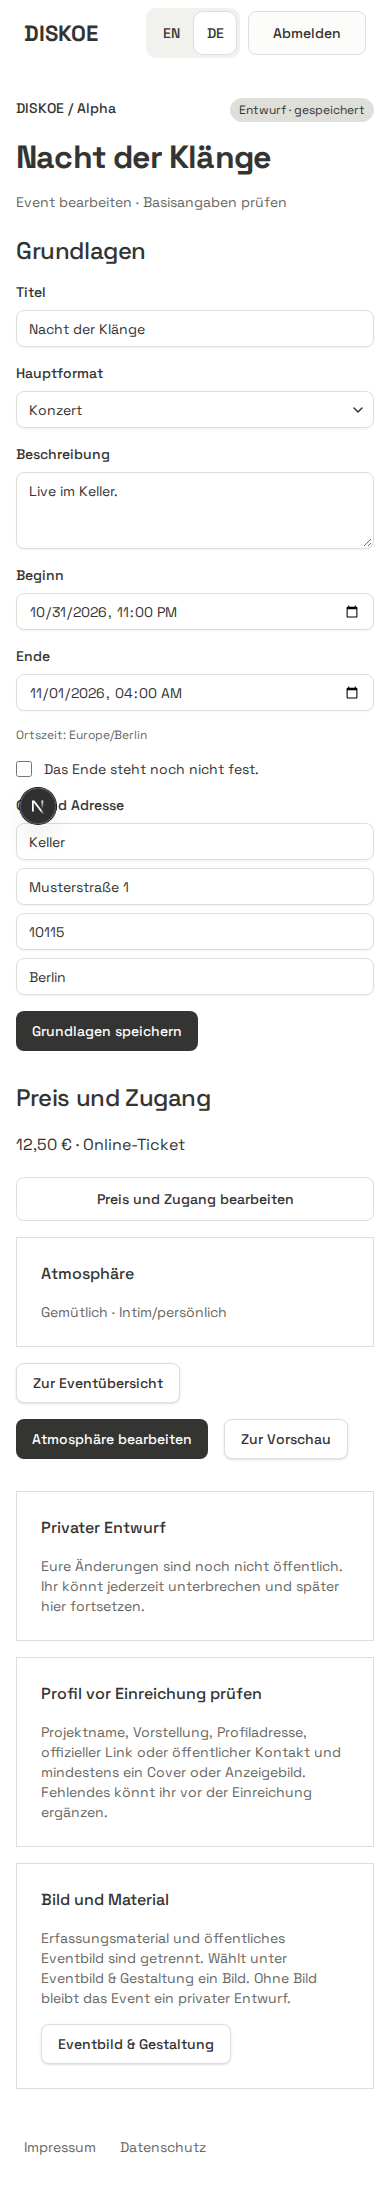 DISKOE
EN
DE
Abmelden
DISKOE / Alpha
Entwurf · gespeichert
Nacht der Klänge
Event bearbeiten · Basisangaben prüfen
Grundlagen
Titel
Nacht der Klänge
Hauptformat
Konzert
Beschreibung
Live im Keller.
Beginn
10/31/2026, 11:00 PM
Ende
11/01/2026, 04:00 AM
Ortszeit: Europe/Berlin
Das Ende steht noch nicht fest.
N
Adresse
Keller
Musterstraße 1
10115
Berlin
Grundlagen speichern
Preis und Zugang
12,50 € · Online-Ticket
Preis und Zugang bearbeiten
Atmosphäre
Gemütlich · Intim/persönlich
Zur Eventübersicht
Atmosphäre bearbeiten
Zur Vorschau
Privater Entwurf
Eure Änderungen sind noch nicht öffentlich.
Ihr könnt jederzeit unterbrechen und später
hier fortsetzen.
Profil vor Einreichung prüfen
Projektname, Vorstellung, Profiladresse,
offizieller Link oder öffentlicher Kontakt und
mindestens ein Cover oder Anzeigebild.
Fehlendes könnt ihr vor der Einreichung
ergänzen.
Bild und Material
Erfassungsmaterial und öffentliches
Eventbild sind getrennt. Wählt unter
Eventbild & Gestaltung ein Bild. Ohne Bild
bleibt das Event ein privater Entwurf.
Eventbild & Gestaltung
Impressum
Datenschutz